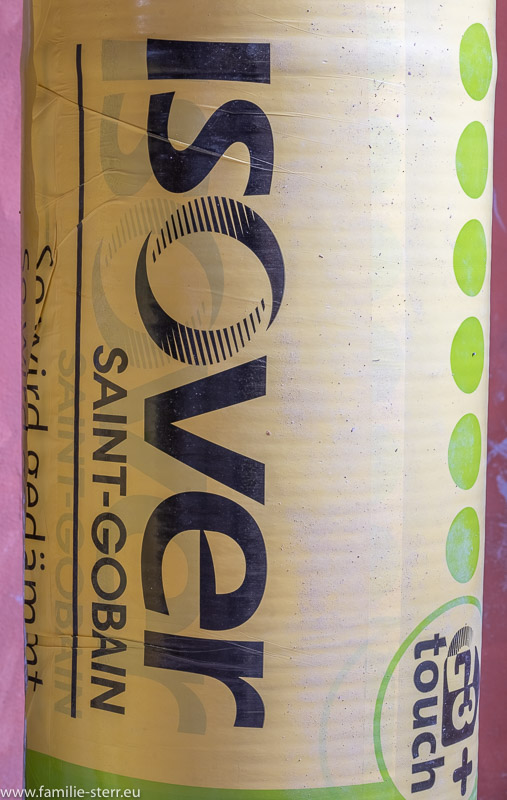 isover
SAINT-GOBAIN
So wird gedämmt
G3+
touch
www.familie-sterr.eu